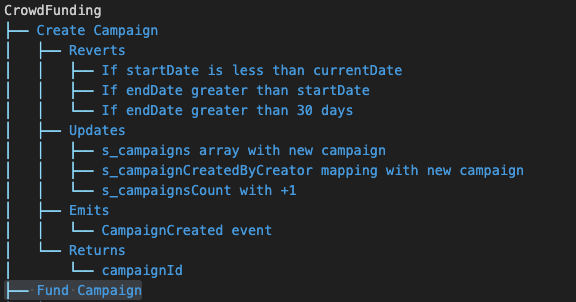 CrowdFunding
├── Create Campaign
│   ├── Reverts
│   │   ├── If startDate is less than currentDate
│   │   ├── If endDate greater than startDate
│   │   └── If endDate greater than 30 days
│   ├── Updates
│   │   ├── s_campaigns array with new campaign
│   │   ├── s_campaignCreatedByCreator mapping with new campaign
│   │   └── s_campaignsCount with +1
│   ├── Emits
│   │   └── CampaignCreated event
│   └── Returns
│       └── campaignId
├── Fund Campaign